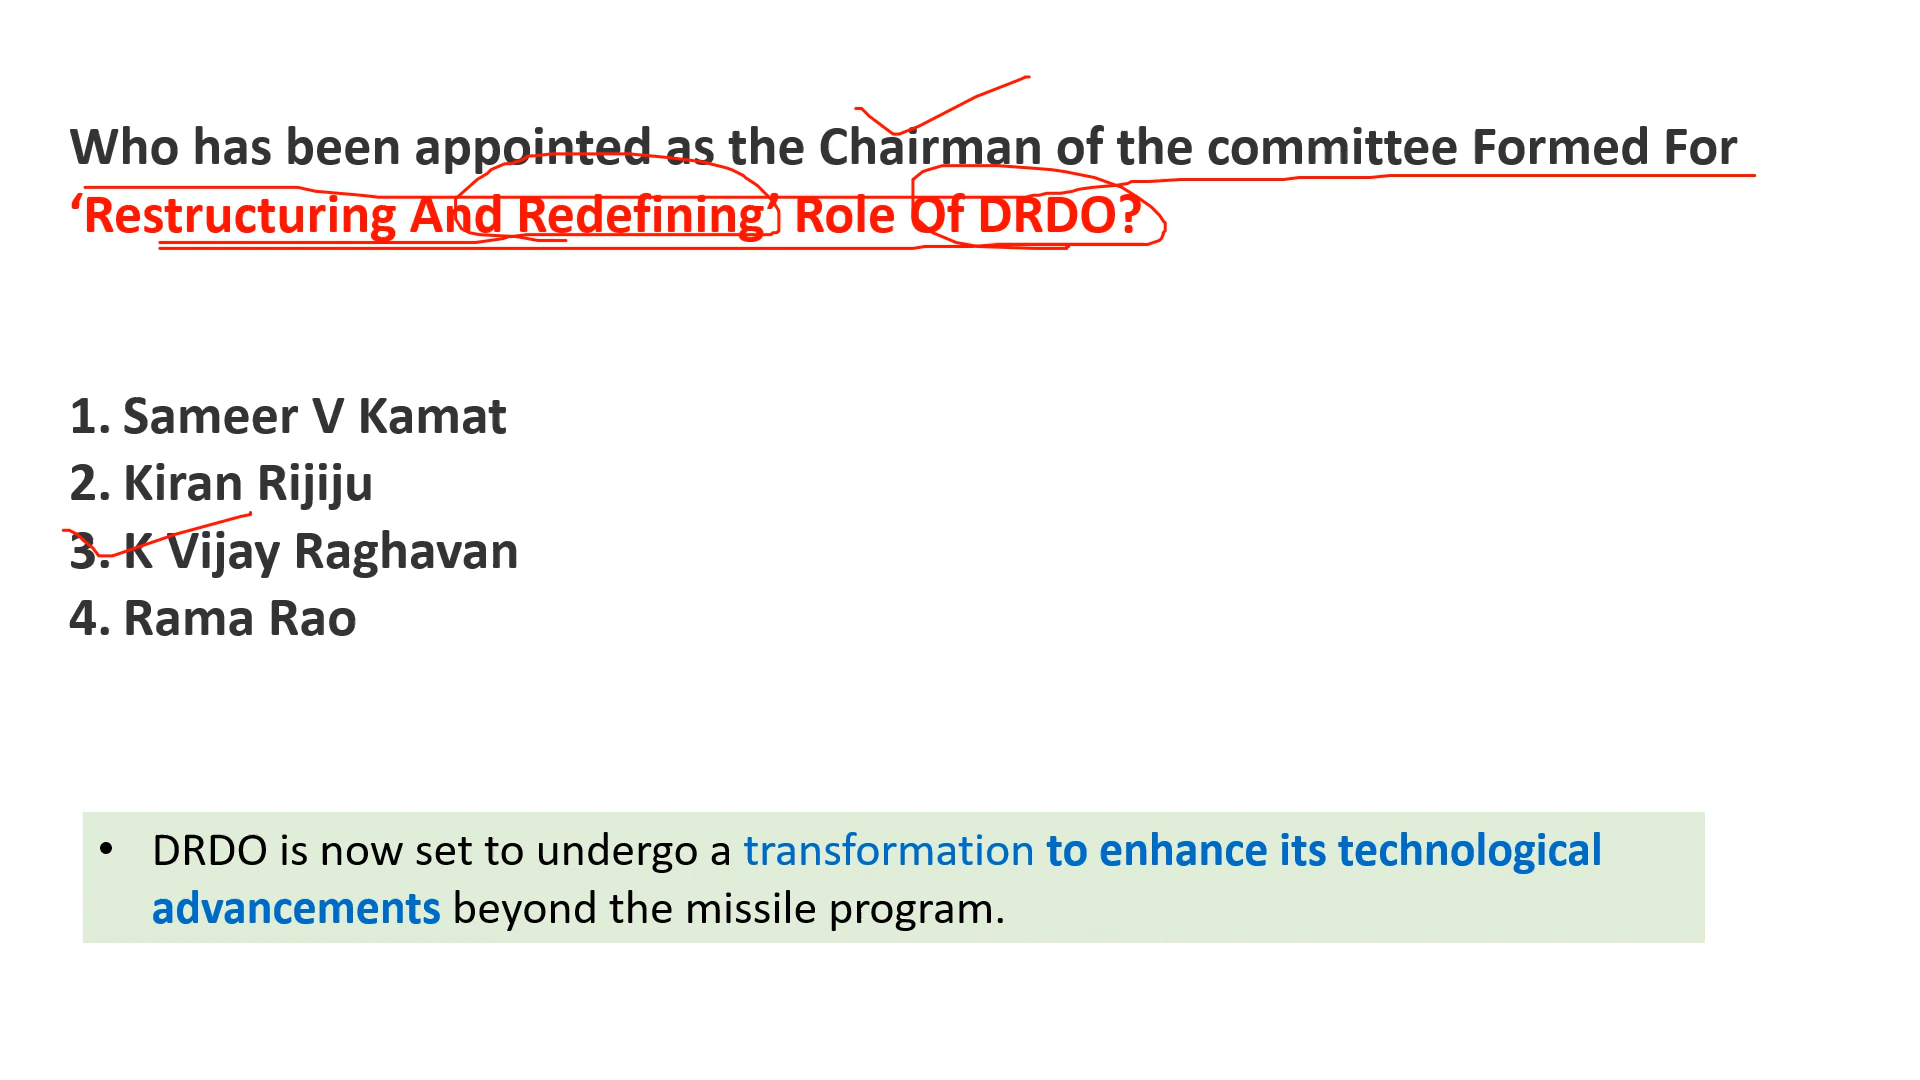 Who has been appointed as the Chairman of the committee Formed For
‘Restructuring And Redefining’ Role Of DRDO?
1. Sameer V Kamat
2. Kiran Rijiju
3. K Vijay Raghavan
4. Rama Rao
• DRDO is now set to undergo a transformation to enhance its technological
advancements beyond the missile program.